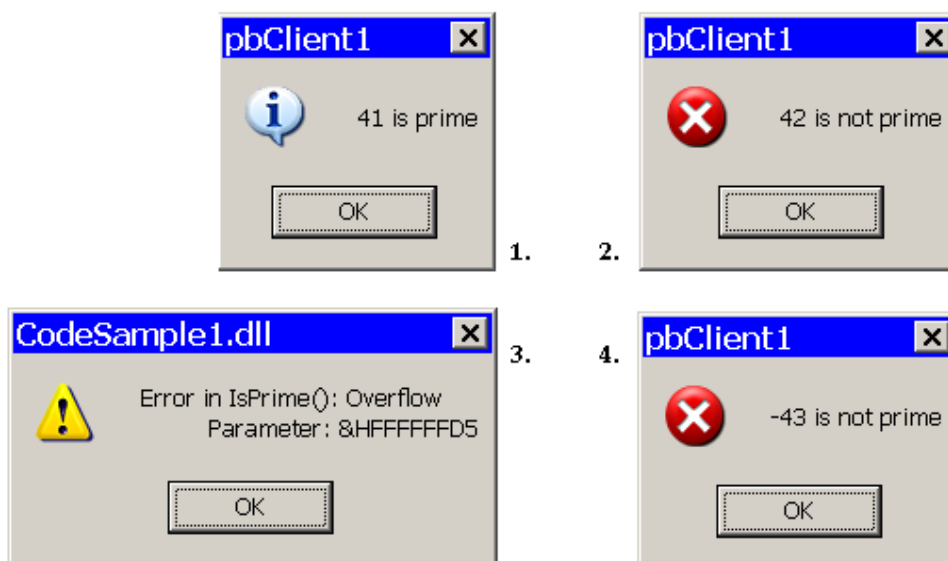 pbClient1
41 is prime
OK
1.
2.
pbClient1
42 is not prime
OK
CodeSample1.dll
Error in IsPrime(): Overflow
Parameter: &HFFFFFFD5
OK
3.
4.
pbClient1
-43 is not prime
OK